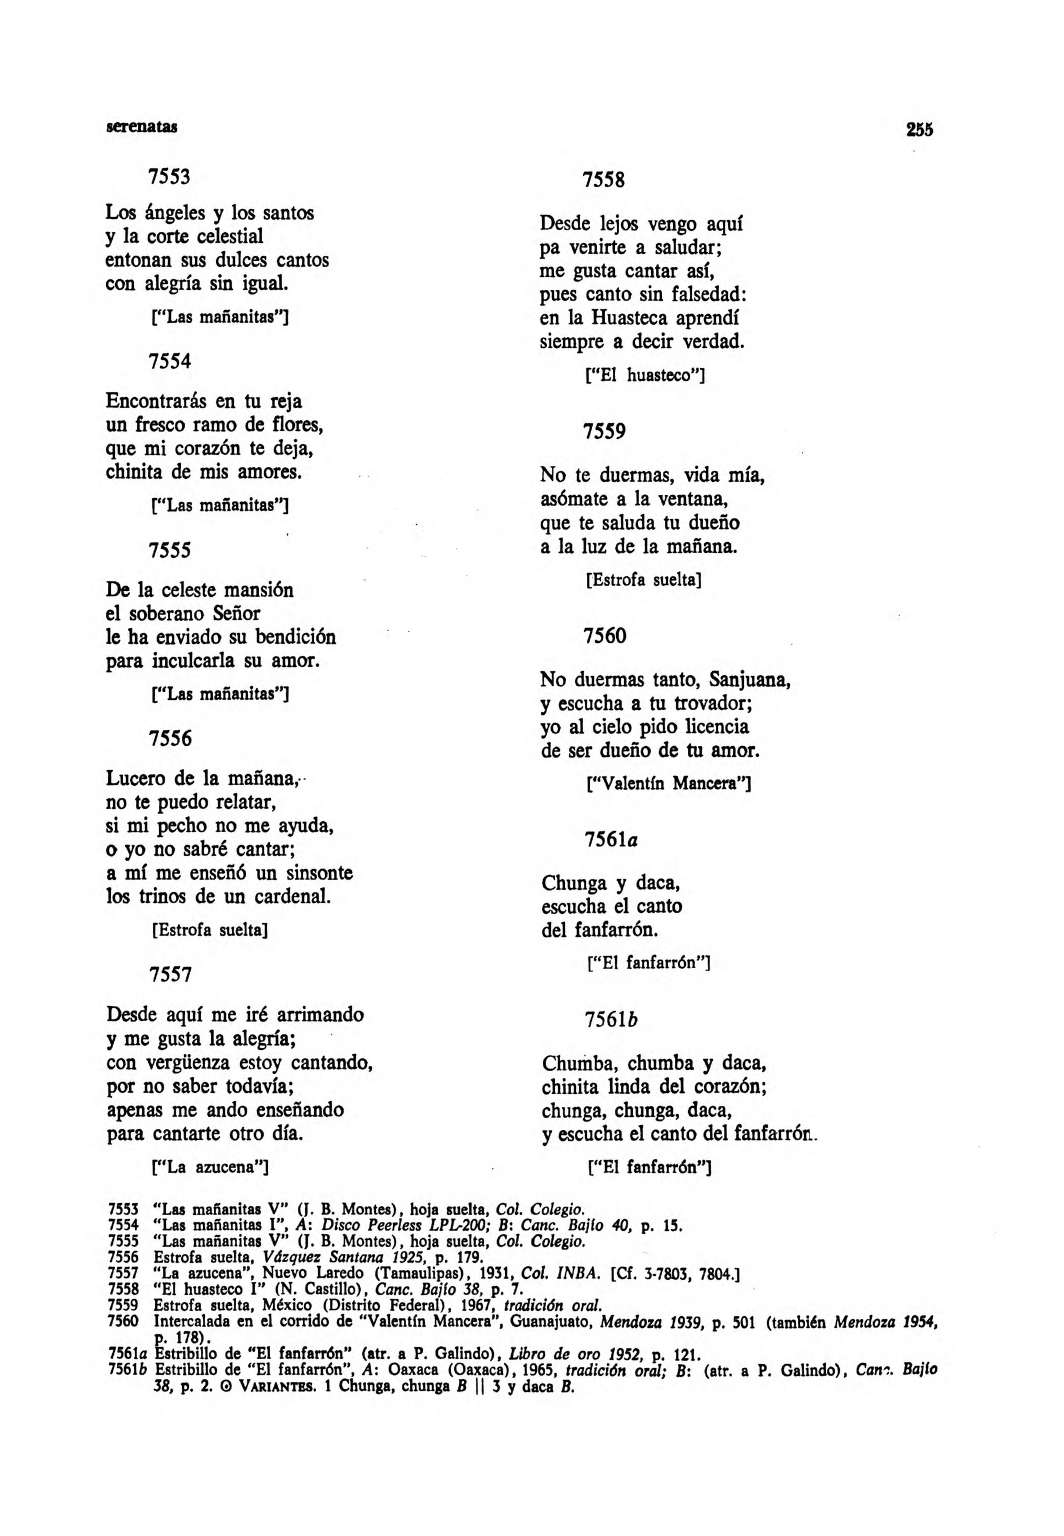 serenatas
255
7553
Los ángeles y los santos
y la corte celestial
entonan sus dulces cantos
con alegría sin igual.
["Las mañanitas"]
7554
Encontrarás en tu reja
un fresco ramo de flores,
que mi corazón te deja,
chinita de mis amores.
["Las mañanitas"]
7555
De la celeste mansión
el soberano Señor
le ha enviado su bendición
para inculcarla su amor.
["Las mañanitas"]
7556
Lucero de la mañana,
no te puedo relatar,
si mi pecho no me ayuda,
o yo no sabré cantar;
a mí me enseñó un sinsonte
los trinos de un cardenal.
[Estrofa suelta]
7557
Desde aquí me iré arrimando
y me gusta la alegría;
con vergüenza estoy cantando,
por no saber todavía;
apenas me ando enseñando
para cantarte otro día.
["La azucena"]
7558
Desde lejos vengo aquí
pa venirte a saludar;
me gusta cantar así,
pues canto sin falsedad:
en la Huasteca aprendí
siempre a decir verdad.
["El huasteco"]
7559
No te duermas, vida mía,
asómate a la ventana,
que te saluda tu dueño
a la luz de la mañana.
[Estrofa suelta]
7560
No duermas tanto, Sanjuana,
y escucha a tu trovador;
yo al cielo pido licencia
de ser dueño de tu amor.
["Valentín Mancera"]
7561a
Chunga y daca,
escucha el canto
del fanfarrón.
["El fanfarrón"]
7561b
Chumba, chumba y daca,
chinita linda del corazón;
chunga, chunga, daca,
y escucha el canto del fanfarrón.
["El fanfarrón"]
7553 "Las mañanitas V" (J. B. Montes), hoja suelta, Col. Colegio.
7554 "Las mañanitas I", A: Disco Peerless LPL-200; B: Canc. Bajío 40, p. 15.
7555 "Las mañanitas V" (J. B. Montes), hoja suelta, Col. Colegio.
7556 Estrofa suelta, Vázquez Santana 1925, p. 179.
7557 "La azucena", Nuevo Laredo (Tamaulipas), 1931, Col. INBA. [Cf. 3-7803, 7804.]
7558 "El huasteco I" (N. Castillo), Canc. Bajío 38, p. 7.
7559 Estrofa suelta, México (Distrito Federal), 1967, tradición oral.
7560 Intercalada en el corrido de "Valentín Mancera", Guanajuato, Mendoza 1939, p. 501 (también Mendoza 1954,
p. 178).
7561a Estribillo de "El fanfarrón" (atr. a P. Galindo), Libro de oro 1952, p. 121.
7561b Estribillo de "El fanfarrón", A: Oaxaca (Oaxaca), 1965, tradición oral; B: (atr. a P. Galindo), Canc. Bajío
38, p. 2. ⊙ VARIANTES. 1 Chunga, chunga B || 3 y daca B.